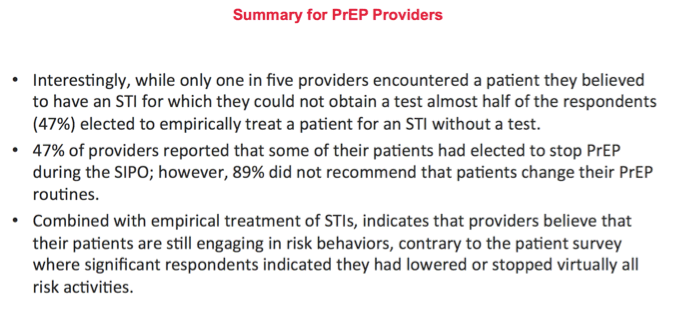 Summary for PrEP Providers
• Interestingly, while only one in five providers encountered a patient they believed
to have an STI for which they could not obtain a test almost half of the respondents
(47%) elected to empirically treat a patient for an STI without a test.
• 47% of providers reported that some of their patients had elected to stop PrEP
during the SIPO; however, 89% did not recommend that patients change their PrEP
routines.
• Combined with empirical treatment of STIs, indicates that providers believe that
their patients are still engaging in risk behaviors, contrary to the patient survey
where significant respondents indicated they had lowered or stopped virtually all
risk activities.